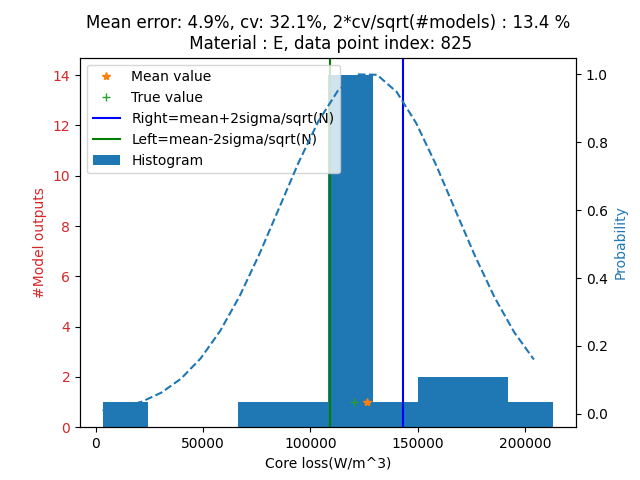 Mean error: 4.9%, cv: 32.1%, 2*cv/sqrt(#models) : 13.4 %
Material : E, data point index: 825
Mean value
True value
Right=mean+2sigma/sqrt(N)
Left=mean-2sigma/sqrt(N)
Histogram
14
12
10
8
6
4
2
0
#Model outputs
1.0
0.8
0.6
0.4
0.2
0.0
Probability
0 50000 100000 150000 200000
Core loss(W/m^3)